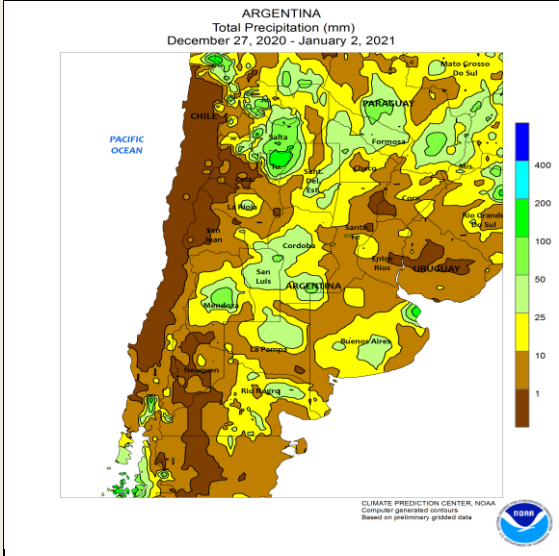 ARGENTINA
Total Precipitation (mm)
December 27, 2020 - January 2, 2021
Mato Grosso
Do Sul
PARAGUAY
CHILE
PACIFIC
OCEAN
Salta
Formosa
Tu
Sant.
Del
Est.
Chaco
Mis.
Cata.
La Rioja
Corr.
Rio Grande
Do Sul
San
Juan
Santa
Fe
Cordoba
Entre
Rios
URUGUAY
San
Luis
ARGENTINA
Mendoza
Buenos Aires
La Pampa
Neuquen
Rio Negro
400
200
100
50
25
10
1
CLIMATE PREDICTION CENTER, NOAA
Computer generated contours
Based on preliminary gridded data
NOAA